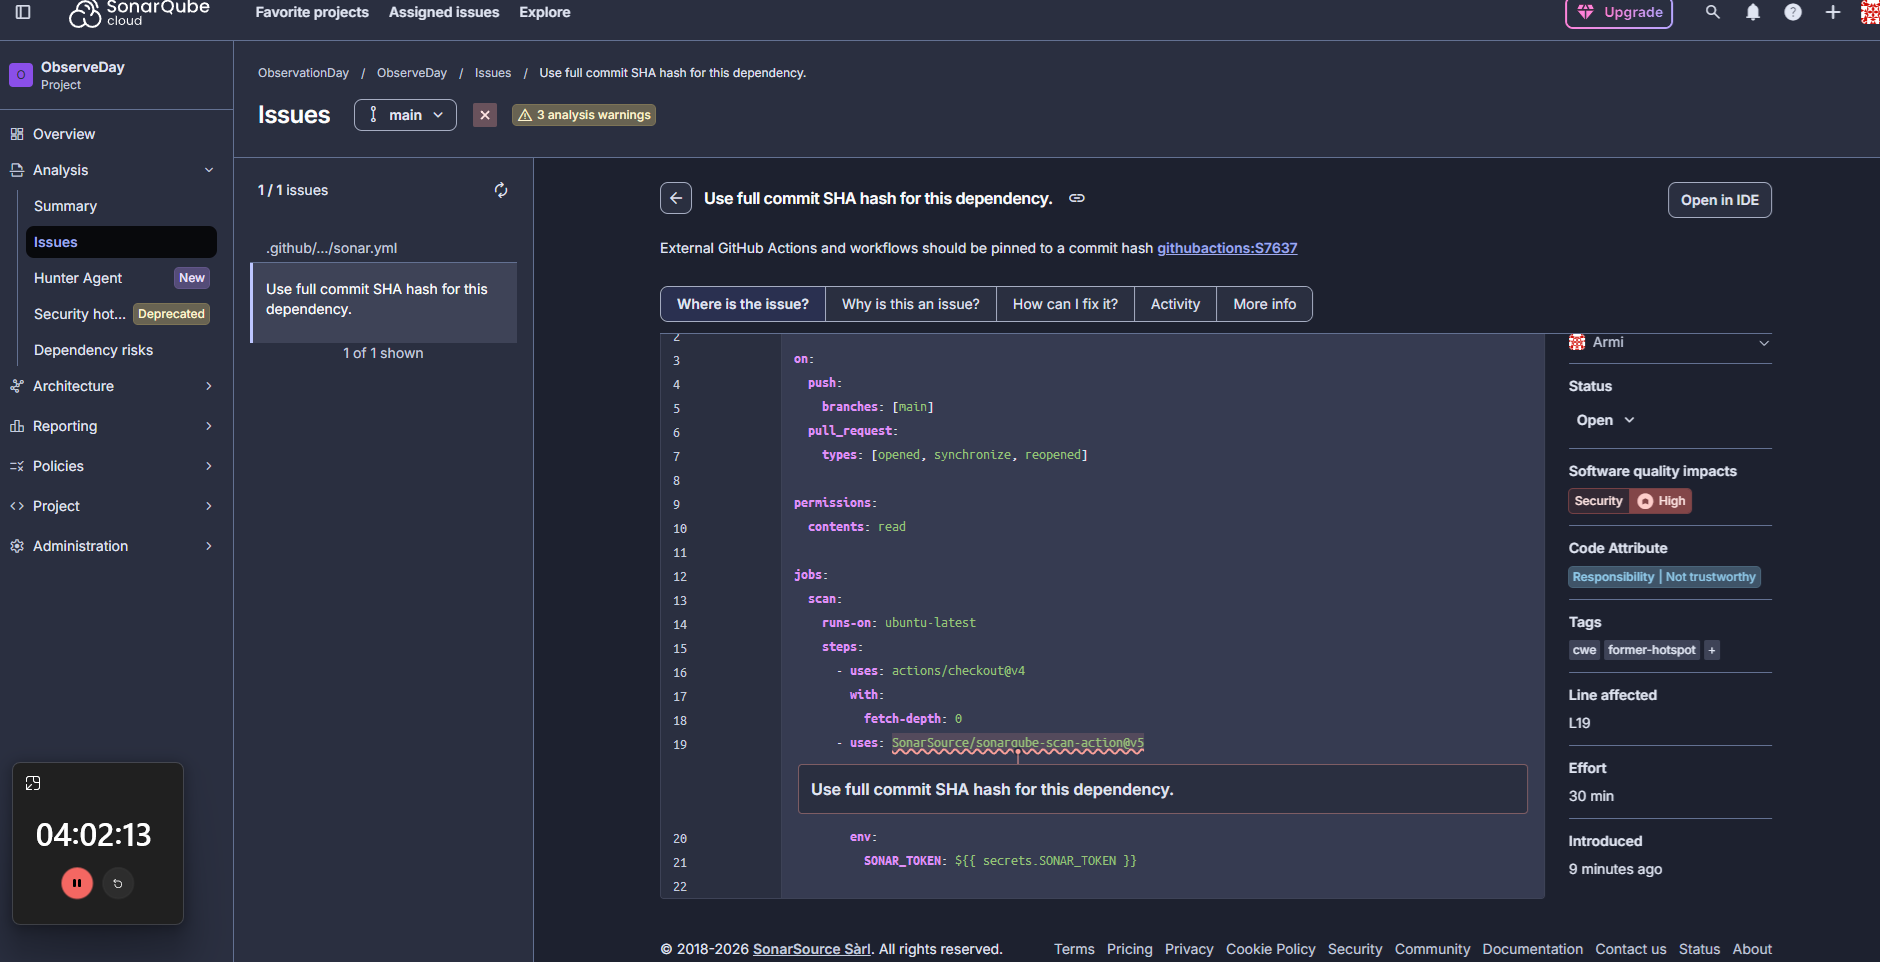 SonarQube
cloud
Favorite projects Assigned issues Explore
Upgrade
O
ObserveDay
Project
Overview
Analysis
Summary
Issues
Hunter Agent New
Security hot... Deprecated
Dependency risks
Architecture
Reporting
Policies
Project
Administration
04:02:13
ObservationDay / ObserveDay / Issues / Use full commit SHA hash for this dependency.
Issues main 3 analysis warnings
1 / 1 issues
.github/.../sonar.yml
Use full commit SHA hash for this
dependency.
1 of 1 shown
Use full commit SHA hash for this dependency.
Open in IDE
External GitHub Actions and workflows should be pinned to a commit hash githubactions:S7637
Where is the issue? Why is this an issue? How can I fix it? Activity More info
2
3 on:
4 push:
5 branches: [main]
6 pull_request:
7 types: [opened, synchronize, reopened]
8
9 permissions:
10 contents: read
11
12 jobs:
13 scan:
14 runs-on: ubuntu-latest
15 steps:
16 - uses: actions/checkout@v4
17 with:
18 fetch-depth: 0
19 - uses: SonarSource/sonarqube-scan-action@v5
Use full commit SHA hash for this dependency.
20 env:
21 SONAR_TOKEN: ${{ secrets.SONAR_TOKEN }}
22
Armi
Status
Open
Software quality impacts
Security High
Code Attribute
Responsibility | Not trustworthy
Tags
cwe former-hotspot +
Line affected
L19
Effort
30 min
Introduced
9 minutes ago
© 2018-2026 SonarSource Sàrl. All rights reserved.
Terms Pricing Privacy Cookie Policy Security Community Documentation Contact us Status About